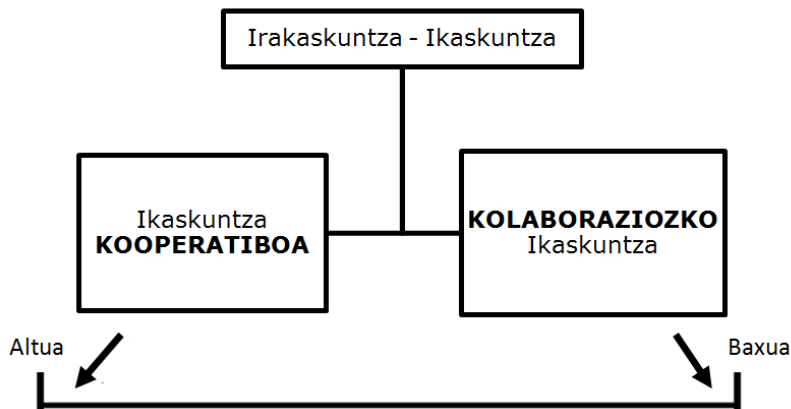 Irakaskuntza - Ikaskuntza
Ikaskuntza
KOOPERATIBOA
KOLABORAZIOZKO
Ikaskuntza
Altua
Baxua